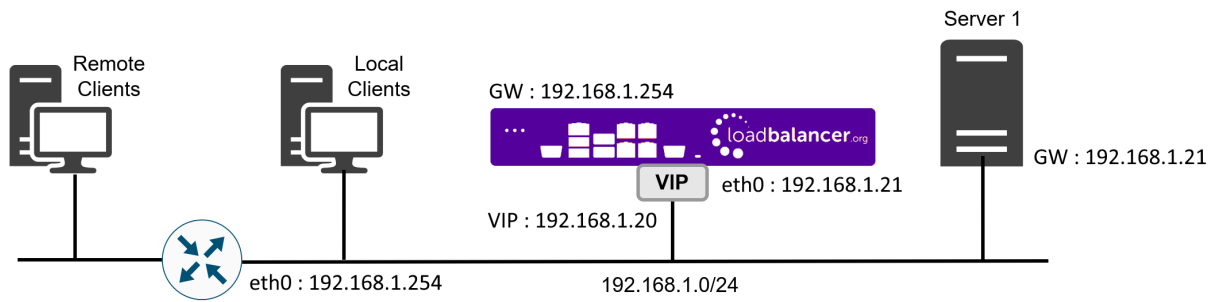 Server 1
Remote
Clients
Local
Clients
GW : 192.168.1.254
loadbalancer.org
GW : 192.168.1.21
VIP
eth0 : 192.168.1.21
VIP : 192.168.1.20
eth0 : 192.168.1.254
192.168.1.0/24